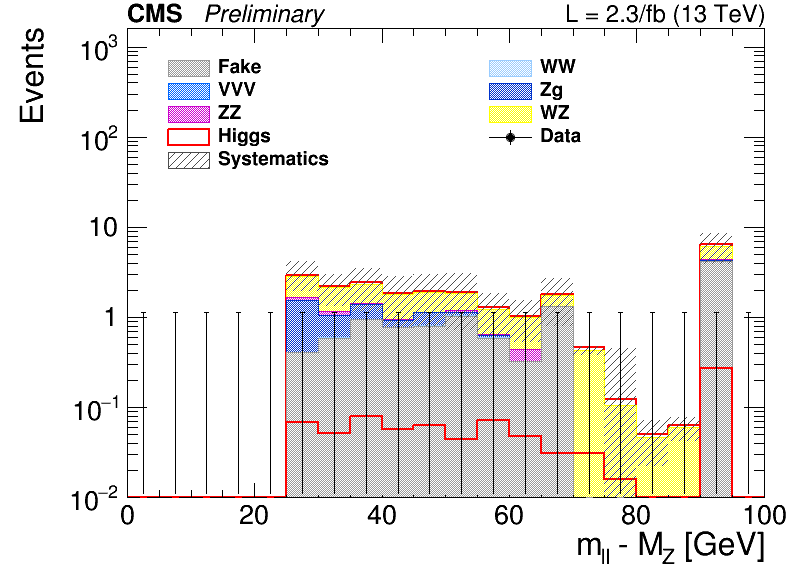 CMS Preliminary L = 2.3/fb (13 TeV)
Events
Fake WW
VVV Zg
ZZ WZ
Higgs Data
Systematics
10³
10²
10
1
10⁻¹
10⁻²
0 20 40 60 80 100
m_ll - M_Z [GeV]